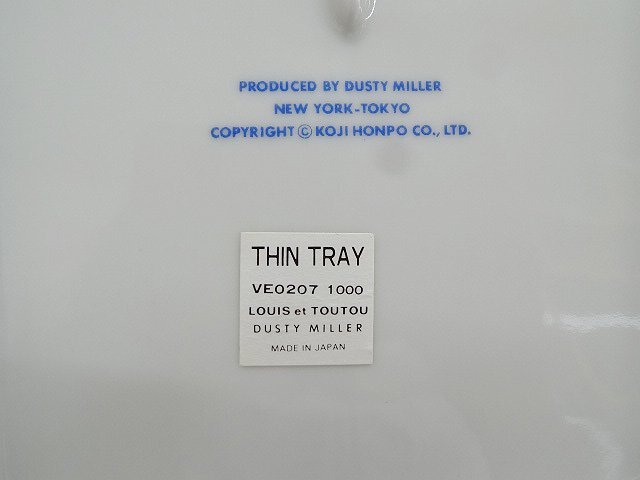 PRODUCED BY DUSTY MILLER
NEW YORK-TOKYO
COPYRIGHT © KOJI HONPO CO., LTD.
THIN TRAY
VE0207 1000
LOUIS et TOUTOU
DUSTY MILLER
MADE IN JAPAN